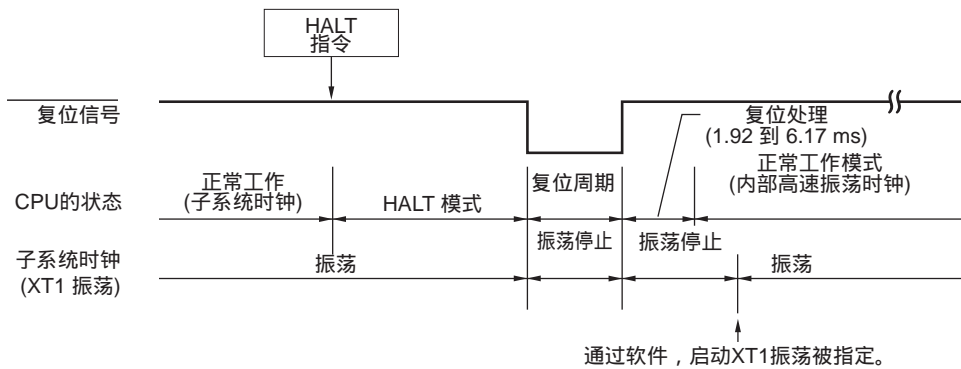 HALT
指令
复位信号
复位处理
(1.92 到 6.17 ms)
正常工作模式
(内部高速振荡时钟)
CPU的状态
正常工作
(子系统时钟)
HALT 模式
复位周期
振荡停止
振荡停止
子系统时钟
(XT1 振荡)
振荡
振荡
通过软件，启动XT1振荡被指定。